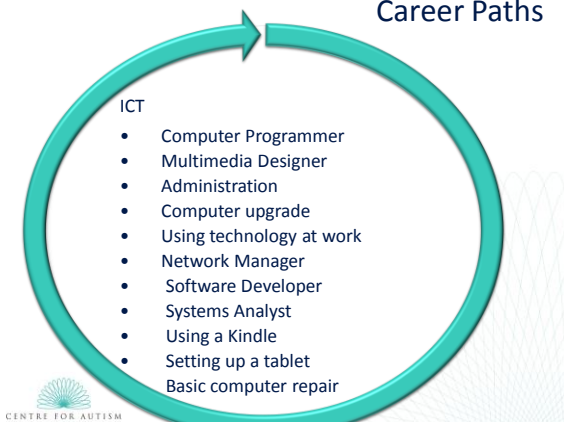 Career Paths
ICT
• Computer Programmer
• Multimedia Designer
• Administration
• Computer upgrade
• Using technology at work
• Network Manager
• Software Developer
• Systems Analyst
• Using a Kindle
• Setting up a tablet
Basic computer repair
CENTRE FOR AUTISM